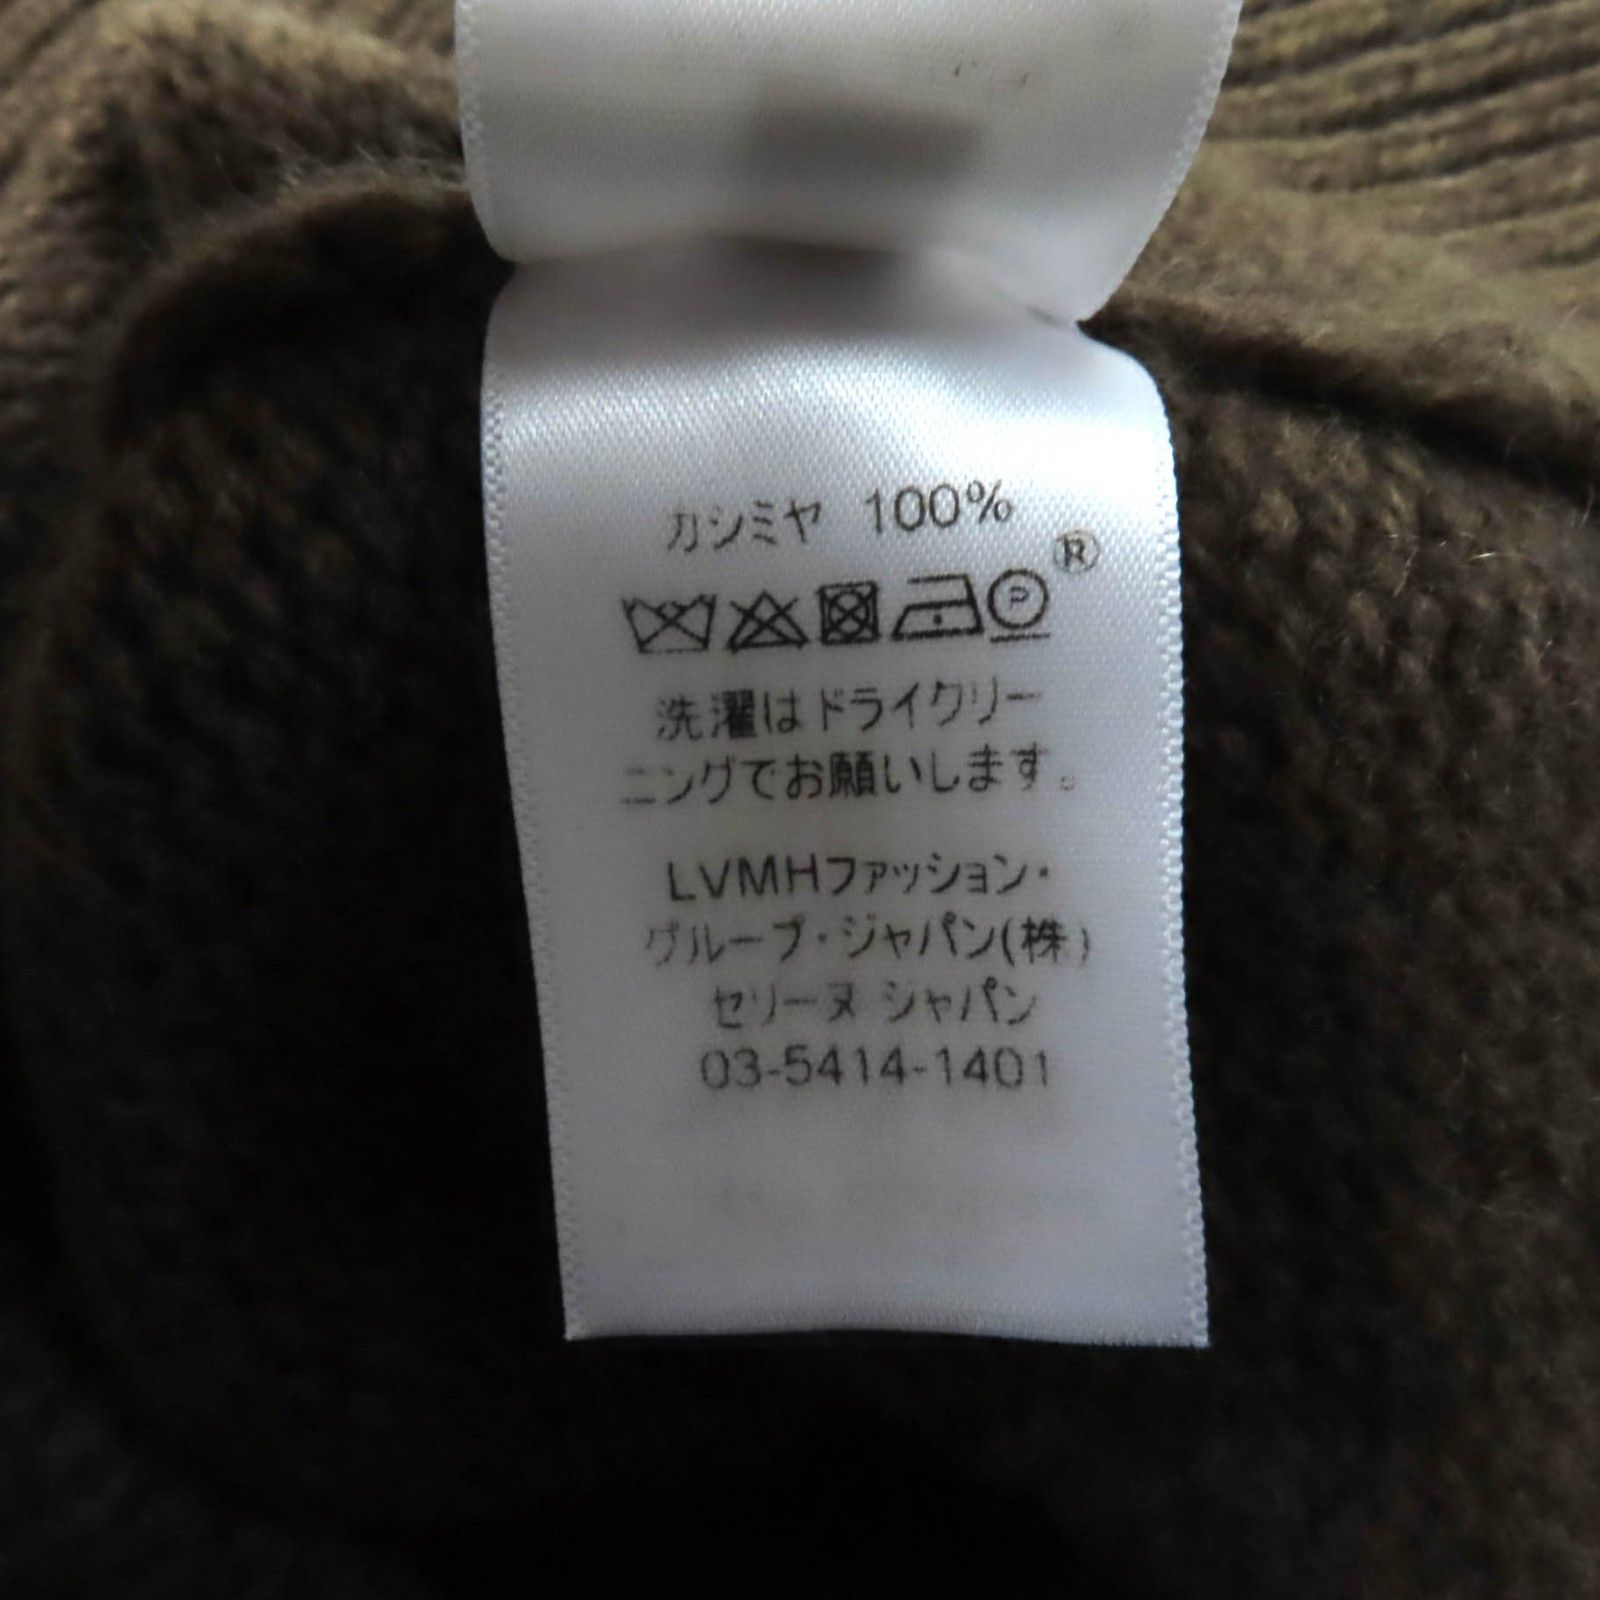 カシミヤ 100%
®
P
洗濯はドライクリー
ニングでお願いします。
LVMHファッション・
グループ・ジャパン(株)
セリーヌ ジャパン
03-5414-1401